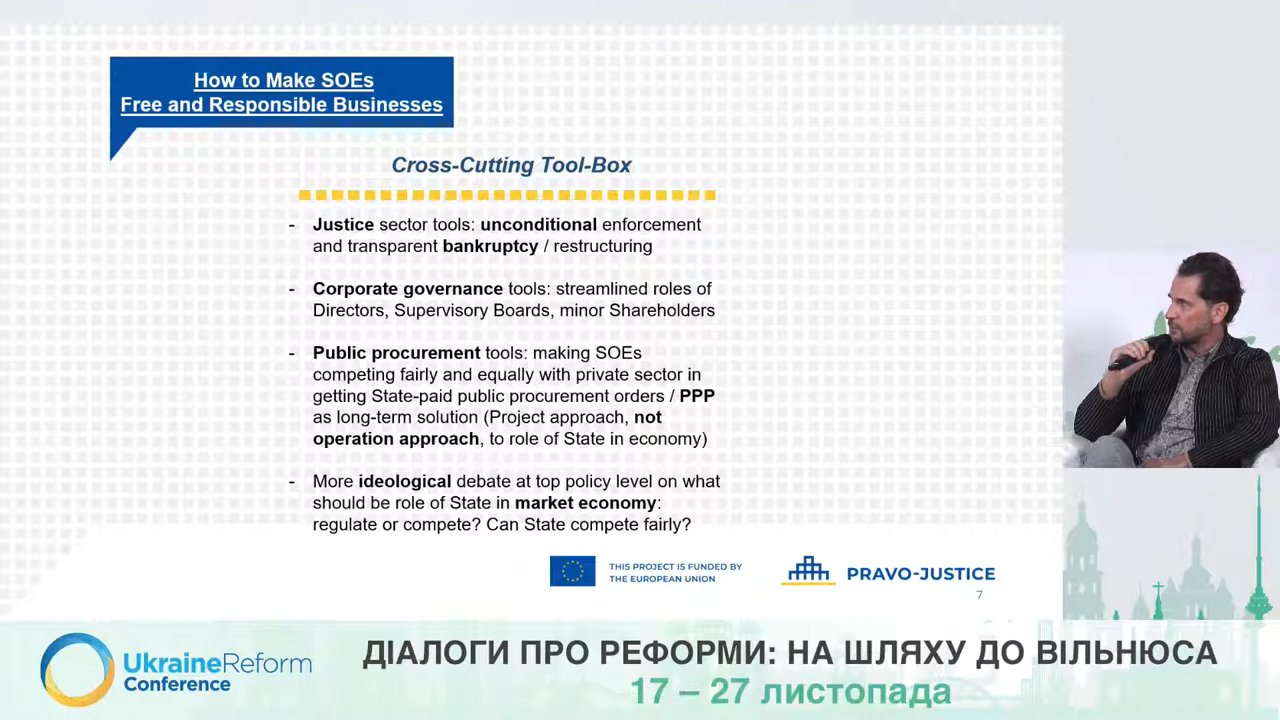 How to Make SOEs
Free and Responsible Businesses
Cross-Cutting Tool-Box
- Justice sector tools: unconditional enforcement
and transparent bankruptcy / restructuring
- Corporate governance tools: streamlined roles of
Directors, Supervisory Boards, minor Shareholders
- Public procurement tools: making SOEs
competing fairly and equally with private sector in
getting State-paid public procurement orders / PPP
as long-term solution (Project approach, not
operation approach, to role of State in economy)
- More ideological debate at top policy level on what
should be role of State in market economy:
regulate or compete? Can State compete fairly?
THIS PROJECT IS FUNDED BY
THE EUROPEAN UNION
PRAVO-JUSTICE
7
UkraineReform
Conference
ДІАЛОГИ ПРО РЕФОРМИ: НА ШЛЯХУ ДО ВІЛЬНЮСА
17 – 27 листопада